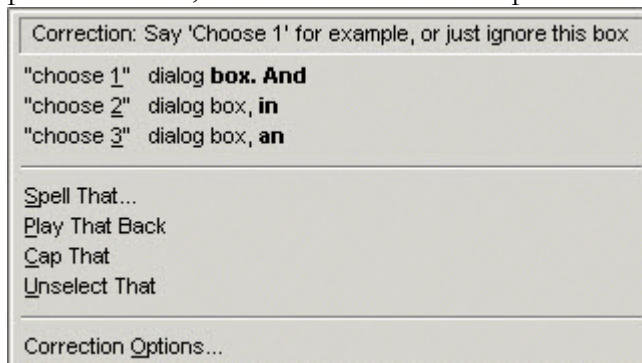 Correction: Say 'Choose 1' for example, or just ignore this box
"choose 1" dialog box. And
"choose 2" dialog box, in
"choose 3" dialog box, an
Spell That...
Play That Back
Cap That
Unselect That
Correction Options...